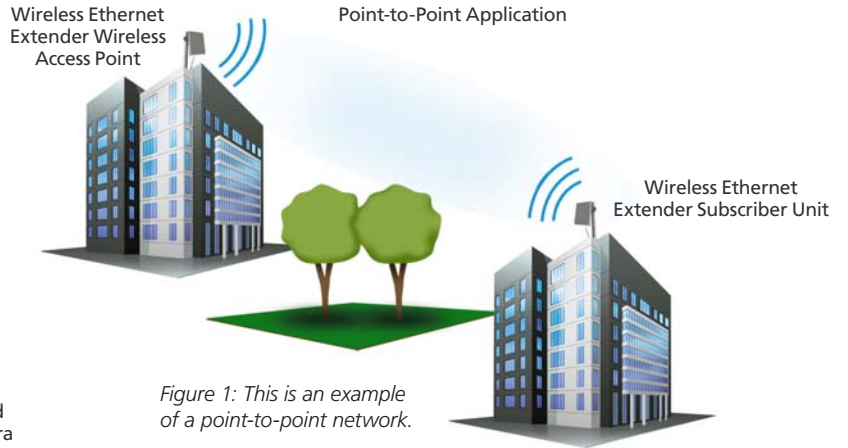 Wireless Ethernet
Extender Wireless
Access Point
Point-to-Point Application
Wireless Ethernet
Extender Subscriber Unit
Figure 1: This is an example
of a point-to-point network.
ra